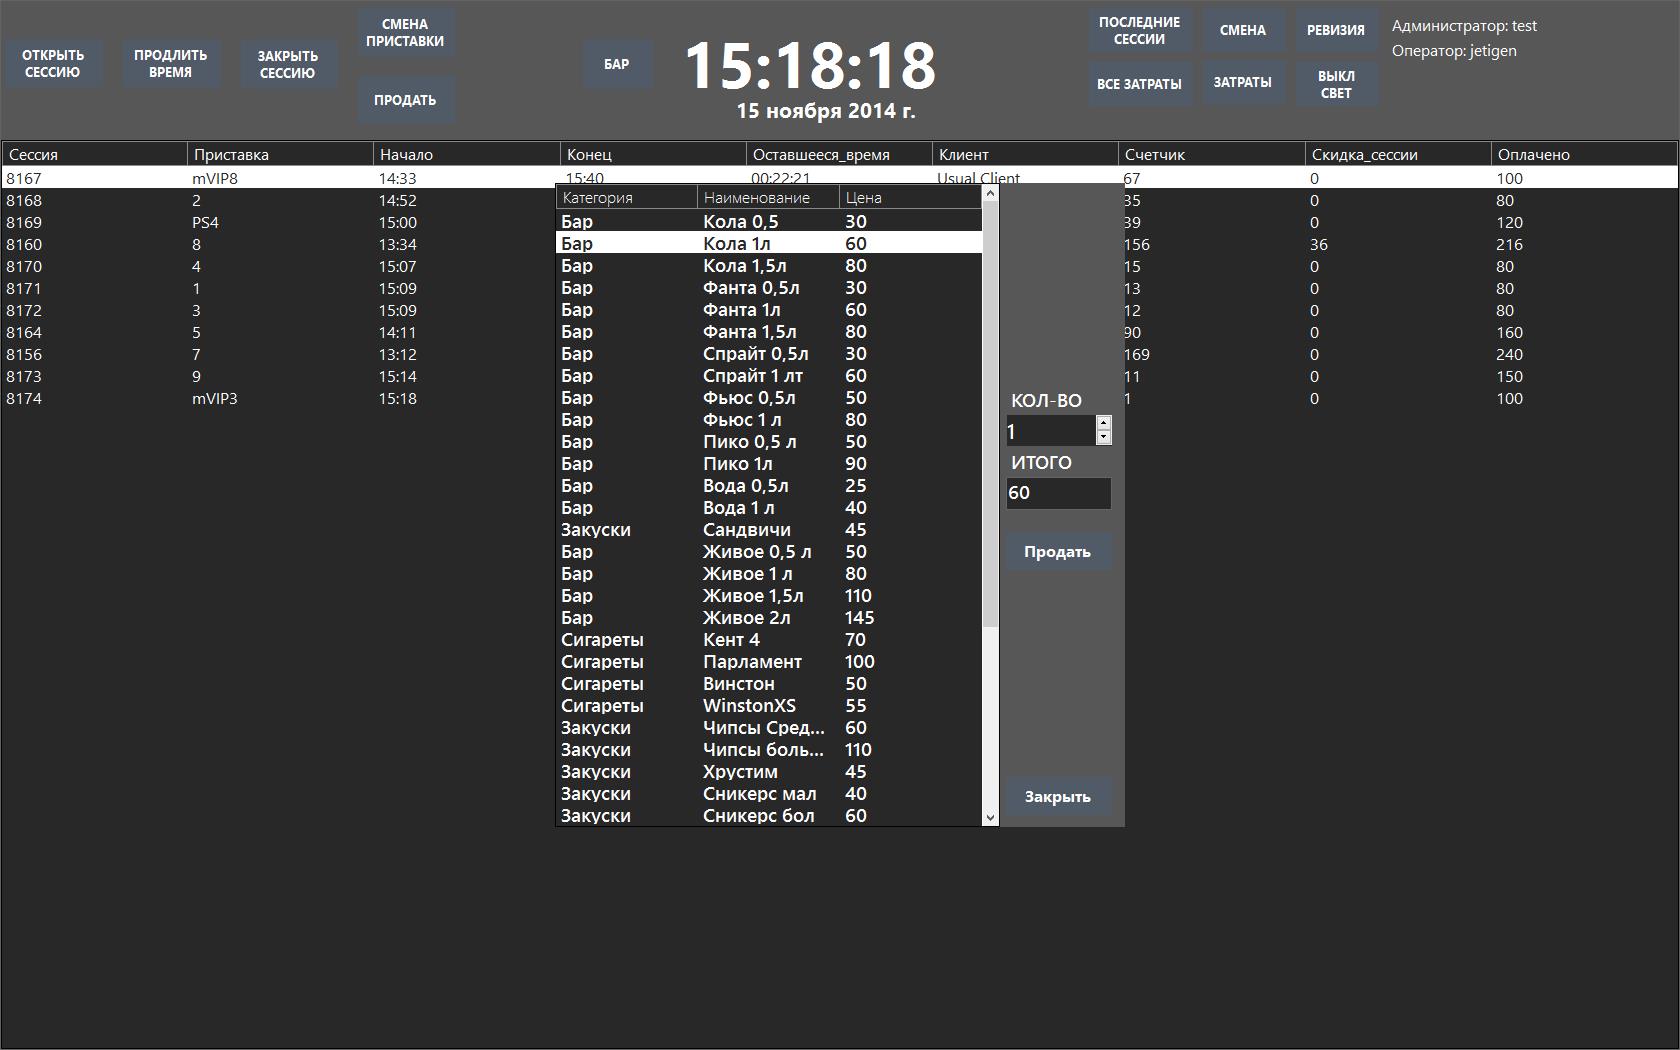 ОТКРЫТЬ СЕССИЮ
ПРОДЛИТЬ ВРЕМЯ
ЗАКРЫТЬ СЕССИЮ
СМЕНА ПРИСТАВКИ
ПРОДАТЬ
БАР
15:18:18
15 ноября 2014 г.
ПОСЛЕДНИЕ СЕССИИ
СМЕНА
РЕВИЗИЯ
ВСЕ ЗАТРАТЫ
ЗАТРАТЫ
ВЫКЛ СВЕТ
Администратор: test
Оператор: jetigen
Сессия Приставка Начало Конец Оставшееся_время Клиент Счетчик Скидка_сессии Оплачено
8167 mVIP8 14:33 15:40 00:22:21 Usual Client 67 0 100
8168 2 14:52 35 0 80
8169 PS4 15:00 39 0 120
8160 8 13:34 156 36 216
8170 4 15:07 15 0 80
8171 1 15:09 13 0 80
8172 3 15:09 12 0 80
8164 5 14:11 90 0 160
8156 7 13:12 169 0 240
8173 9 15:14 11 0 150
8174 mVIP3 15:18 1 0 100
Категория Наименование Цена
Бар Кола 0,5 30
Бар Кола 1л 60
Бар Кола 1,5л 80
Бар Фанта 0,5л 30
Бар Фанта 1л 60
Бар Фанта 1,5л 80
Бар Спрайт 0,5л 30
Бар Спрайт 1 лт 60
Бар Фьюс 0,5л 50
Бар Фьюс 1 л 80
Бар Пико 0,5 л 50
Бар Пико 1л 90
Бар Вода 0,5л 25
Бар Вода 1 л 40
Закуски Сандвичи 45
Бар Живое 0,5 л 50
Бар Живое 1 л 80
Бар Живое 1,5л 110
Бар Живое 2л 145
Сигареты Кент 4 70
Сигареты Парламент 100
Сигареты Винстон 50
Сигареты WinstonXS 55
Закуски Чипсы Сред... 60
Закуски Чипсы боль... 110
Закуски Хрустим 45
Закуски Сникерс мал 40
Закуски Сникерс бол 60
КОЛ-ВО
1
ИТОГО
60
Продать
Закрыть